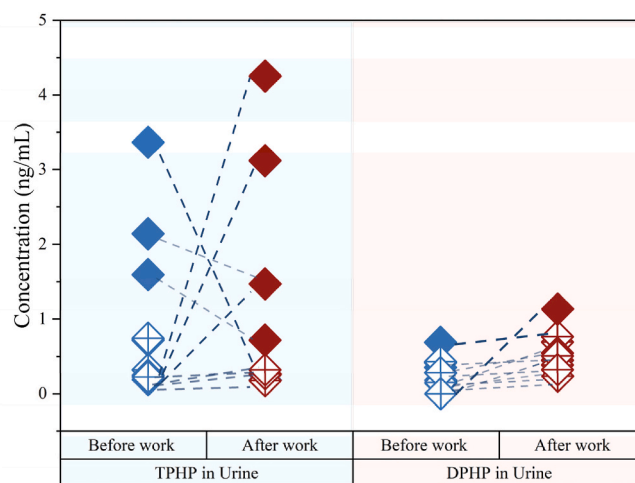 5
4
3
2
1
0
Concentration (ng/mL)
Before work After work Before work After work
TPHP in Urine DPHP in Urine